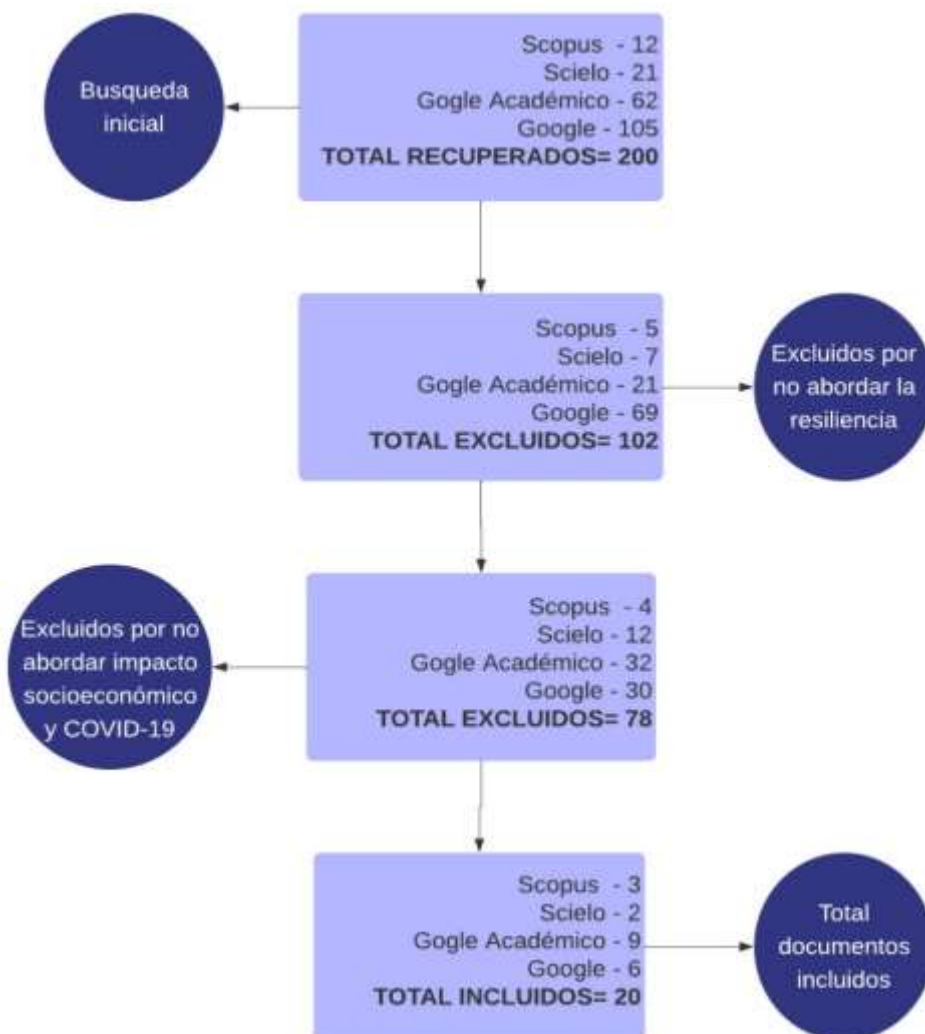 Busqueda
inicial
Scopus - 12
Scielo - 21
Gogle Académico - 62
Google - 105
TOTAL RECUPERADOS= 200
Scopus - 5
Scielo - 7
Gogle Académico - 21
Google - 69
TOTAL EXCLUIDOS= 102
Excluidos por
no abordar la
resiliencia
Excluidos por no
abordar impacto
socioeconómico
y COVID-19
Scopus - 4
Scielo - 12
Gogle Académico - 32
Google - 30
TOTAL EXCLUIDOS= 78
Scopus - 3
Scielo - 2
Gogle Académico - 9
Google - 6
TOTAL INCLUIDOS= 20
Total
documentos
incluidos